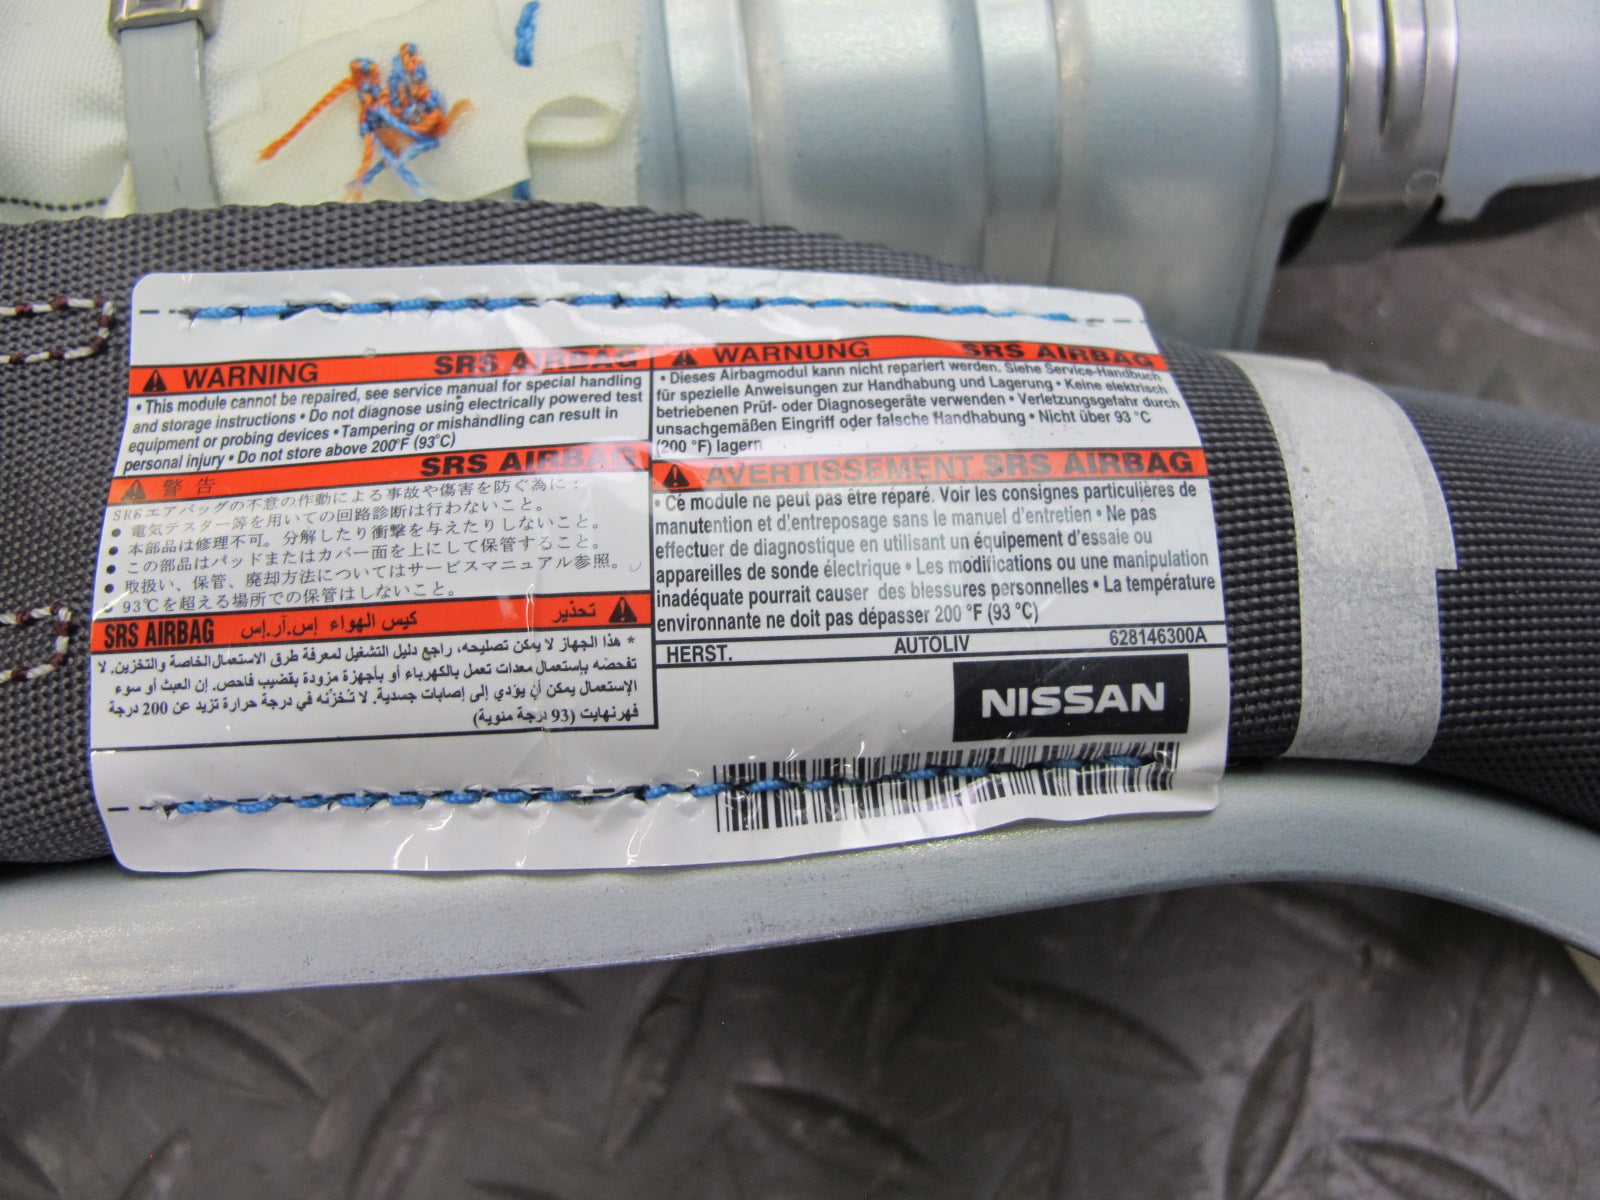 WARNING SRS AIRBAG
• This module cannot be repaired, see service manual for special handling
and storage instructions • Do not diagnose using electrically powered test
equipment or probing devices • Tampering or mishandling can result in
personal injury • Do not store above 200°F (93°C)
警告 SRS AIRBAG
SRSエアバッグの不意の作動による事故や傷害を防ぐ為に：
● 電気テスター等を用いての回路診断は行わないこと。
● 本部品は修理不可。分解したり衝撃を与えたりしないこと。
● この部品はパッドまたはカバー面を上にして保管すること。
● 取扱い、保管、廃却方法についてはサービスマニュアル参照。
● 93℃を超える場所での保管はしないこと。
SRS AIRBAG كيس الهواء إس.آر.إس تحذير
* هذا الجهاز لا يمكن تصليحه، راجع دليل التشغيل لمعرفة طرق الاستعمال الخاصة والتخزين. لا
تفحصه بإستعمال معدات تعمل بالكهرباء أو بأجهزة مزودة بقضيب فاحص. إن العبث أو سوء
الإستعمال يمكن أن يؤدي إلى إصابات جسدية. لا تخزنه في درجة حرارة تزيد عن 200 درجة
فهرنهايت (93 درجة مئوية)
WARNUNG SRS AIRBAG
• Dieses Airbagmodul kann nicht repariert werden. Siehe Service-Handbuch
für spezielle Anweisungen zur Handhabung und Lagerung • Keine elektrisch
betriebenen Prüf- oder Diagnosegeräte verwenden • Verletzungsgefahr durch
unsachgemäßen Eingriff oder falsche Handhabung • Nicht über 93 °C
(200 °F) lagern
AVERTISSEMENT SRS AIRBAG
• Cé module ne peut pas étre réparé. Voir les consignes particulières de
manutention et d'entreposage sans le manuel d'entretien • Ne pas
effectuer de diagnostique en utilisant un équipement d'essaie ou
appareilles de sonde électrique • Les modifications ou une manipulation
inadéquate pourrait causer des blessures personnelles • La température
environnante ne doit pas dépasser 200 °F (93 °C)
HERST. AUTOLIV 628146300A
NISSAN